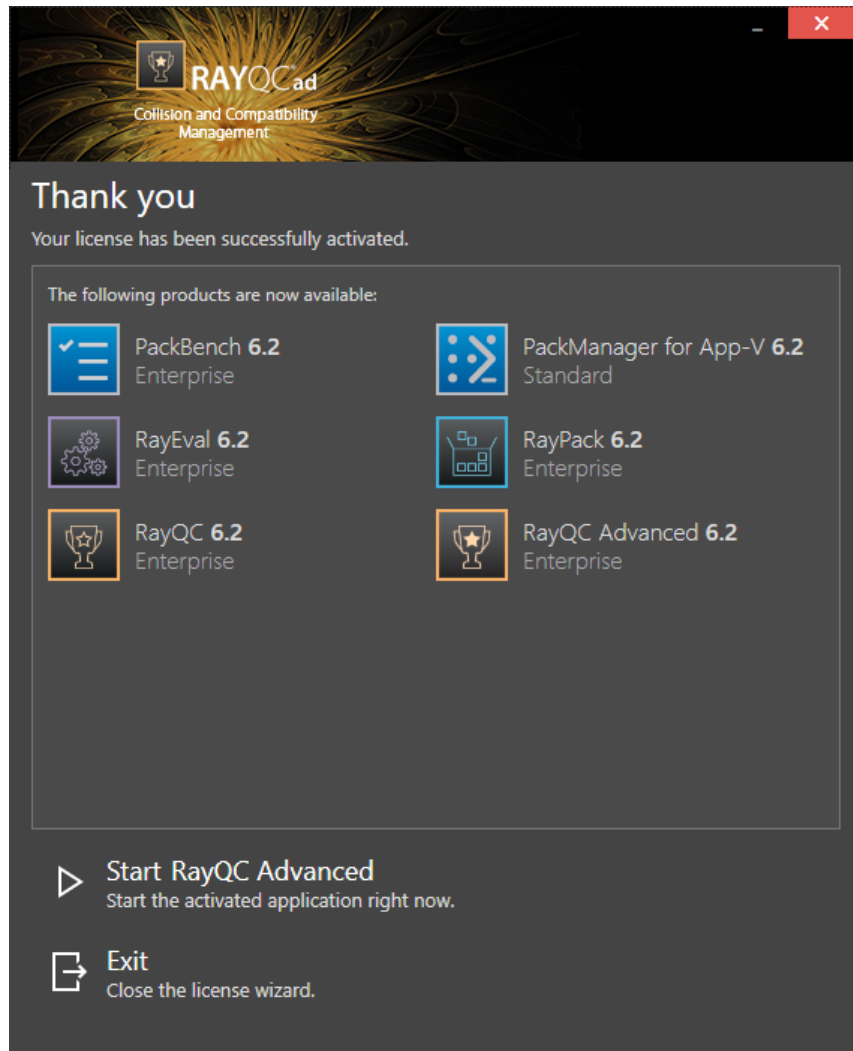 RAYQC ad
Collision and Compatibility
Management
Thank you
Your license has been successfully activated.
The following products are now available:
PackBench 6.2
Enterprise
PackManager for App-V 6.2
Standard
RayEval 6.2
Enterprise
RayPack 6.2
Enterprise
RayQC 6.2
Enterprise
RayQC Advanced 6.2
Enterprise
Start RayQC Advanced
Start the activated application right now.
Exit
Close the license wizard.